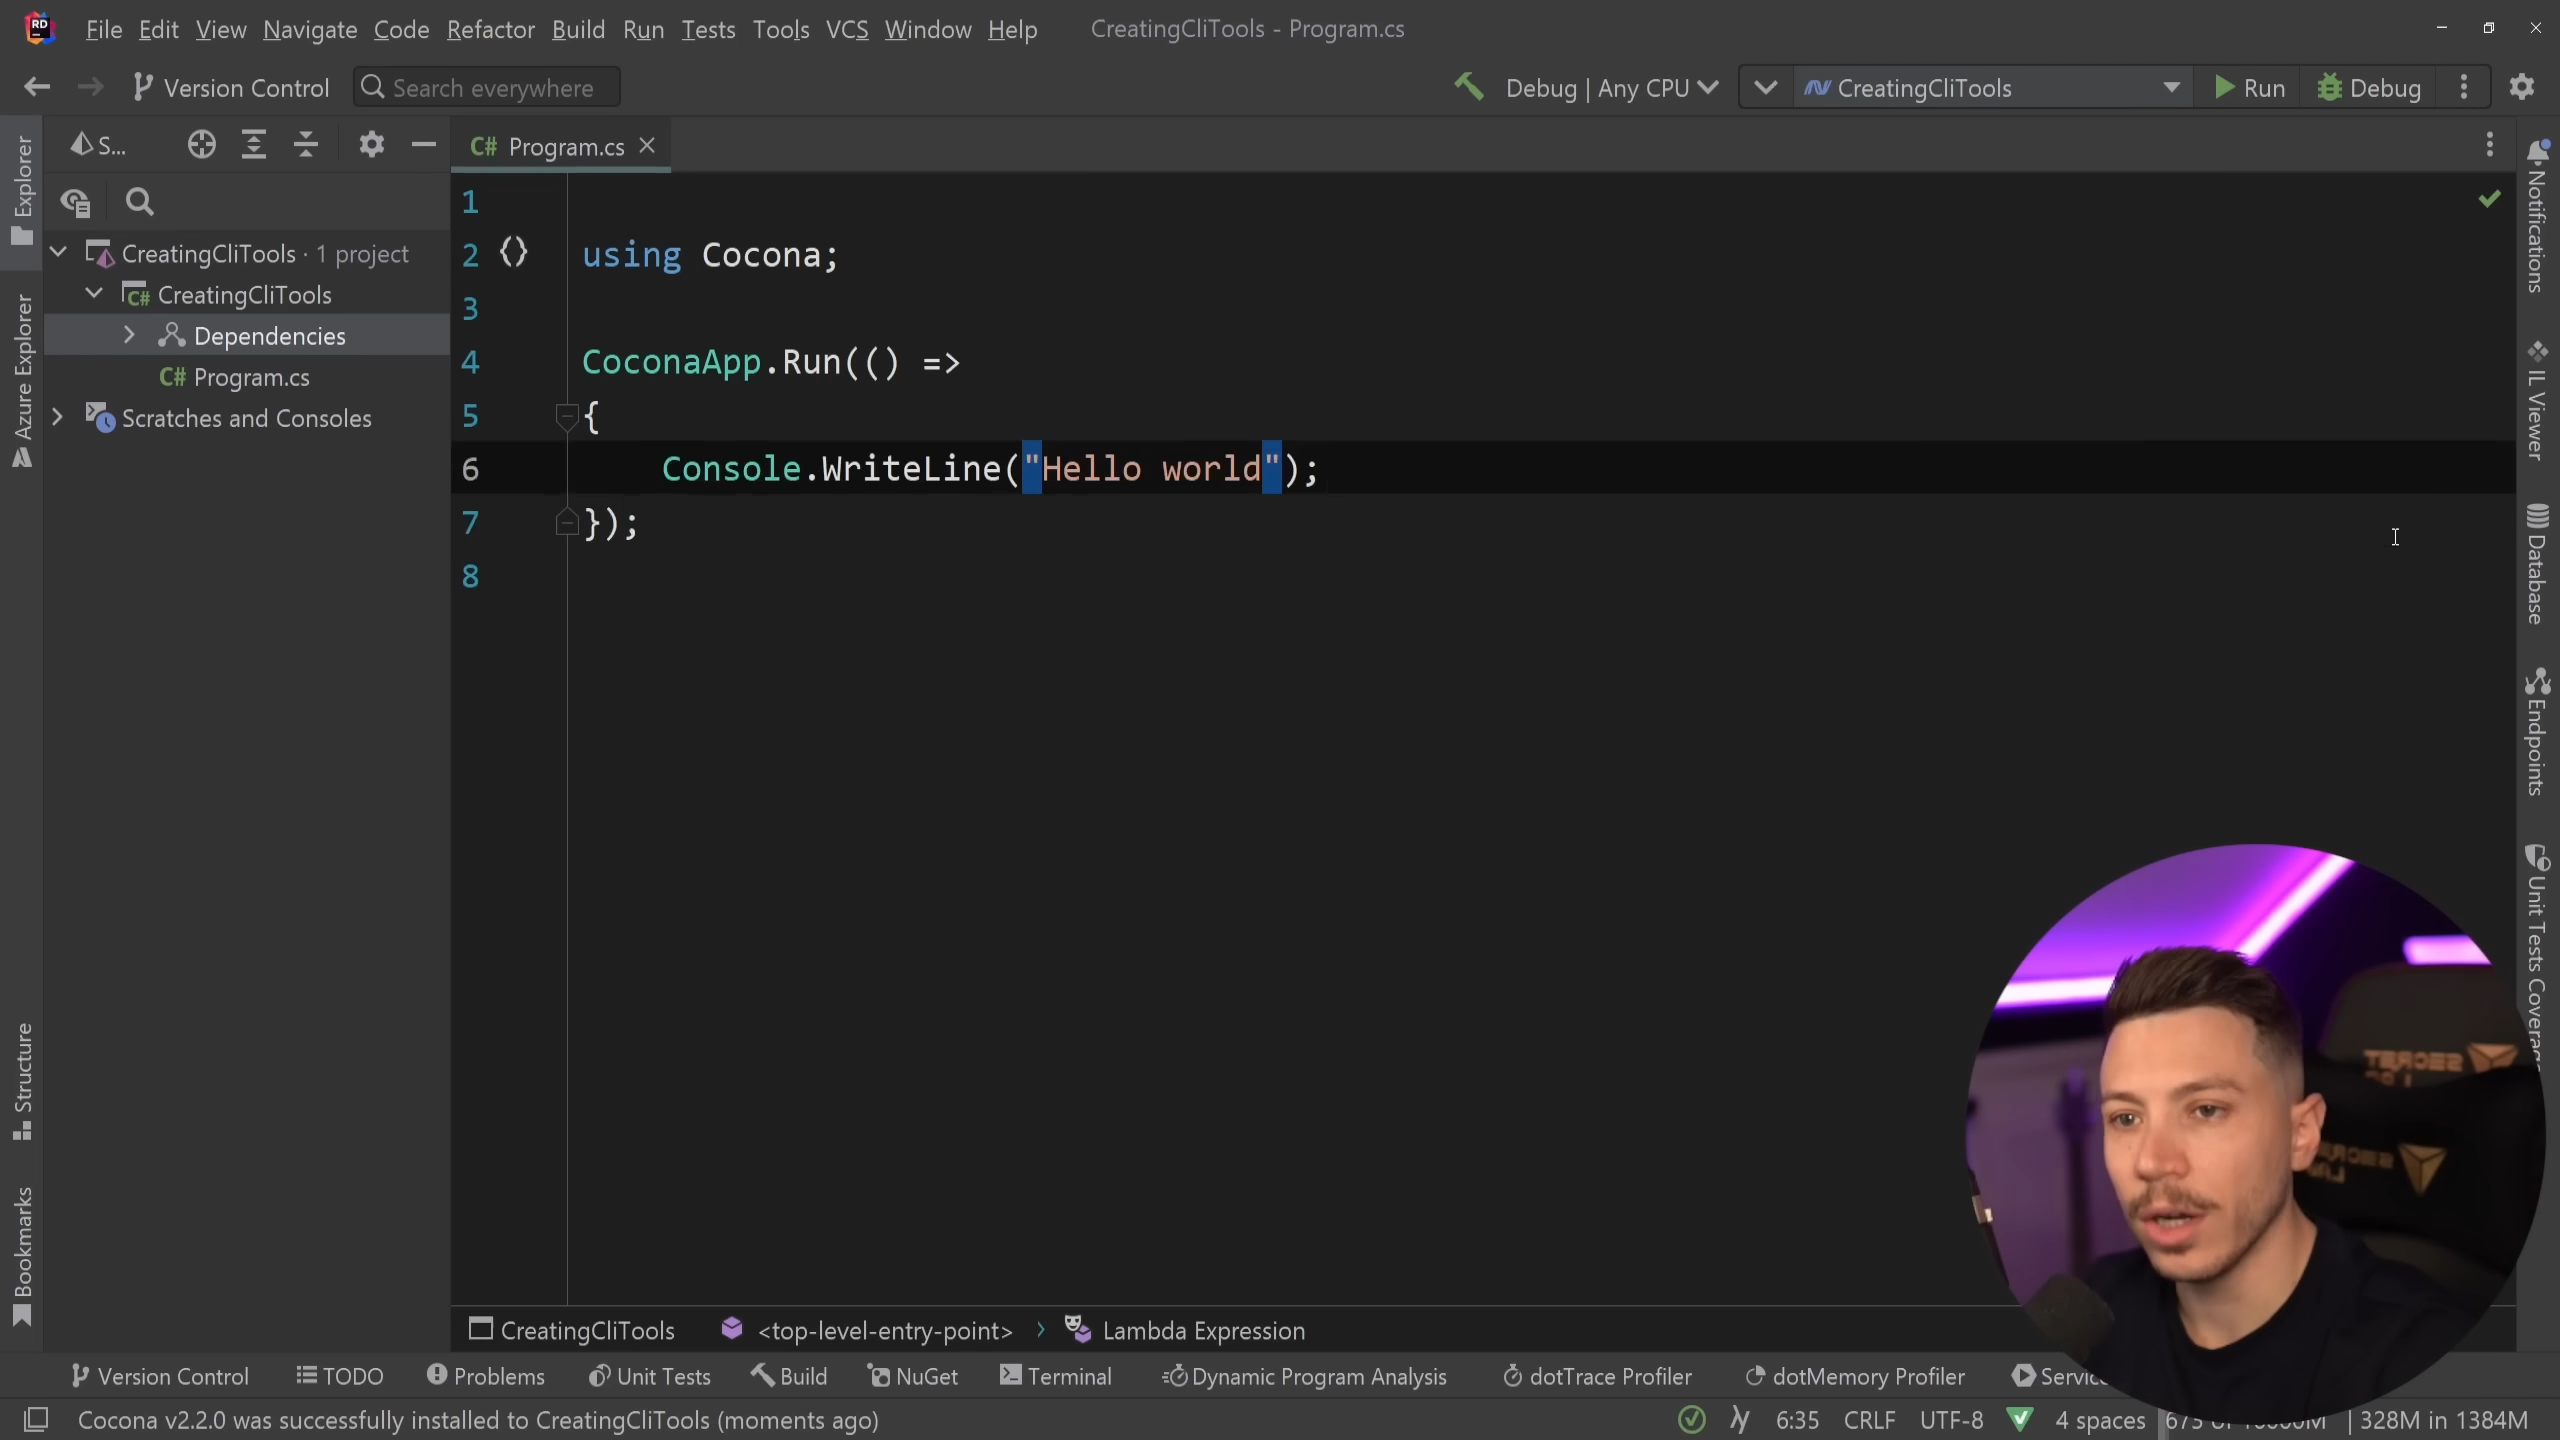 RD File Edit View Navigate Code Refactor Build Run Tests Tools VCS Window Help CreatingCliTools - Program.cs
Version Control Search everywhere Debug | Any CPU CreatingCliTools Run Debug
S... C# Program.cs
Explorer
Azure Explorer
Structure
Bookmarks
CreatingCliTools · 1 project
C# CreatingCliTools
Dependencies
C# Program.cs
Scratches and Consoles
1
2 using Cocona;
3
4 CoconaApp.Run(() =>
5 {
6 Console.WriteLine("Hello world");
7 });
8
Notifications
IL Viewer
Database
Endpoints
Unit Tests Coverage
SECRET
CreatingCliTools <top-level-entry-point> › Lambda Expression
Version Control TODO Problems Unit Tests Build NuGet Terminal Dynamic Program Analysis dotTrace Profiler dotMemory Profiler
Cocona v2.2.0 was successfully installed to CreatingCliTools (moments ago) 6:35 CRLF UTF-8 4 spaces 328M in 1384M